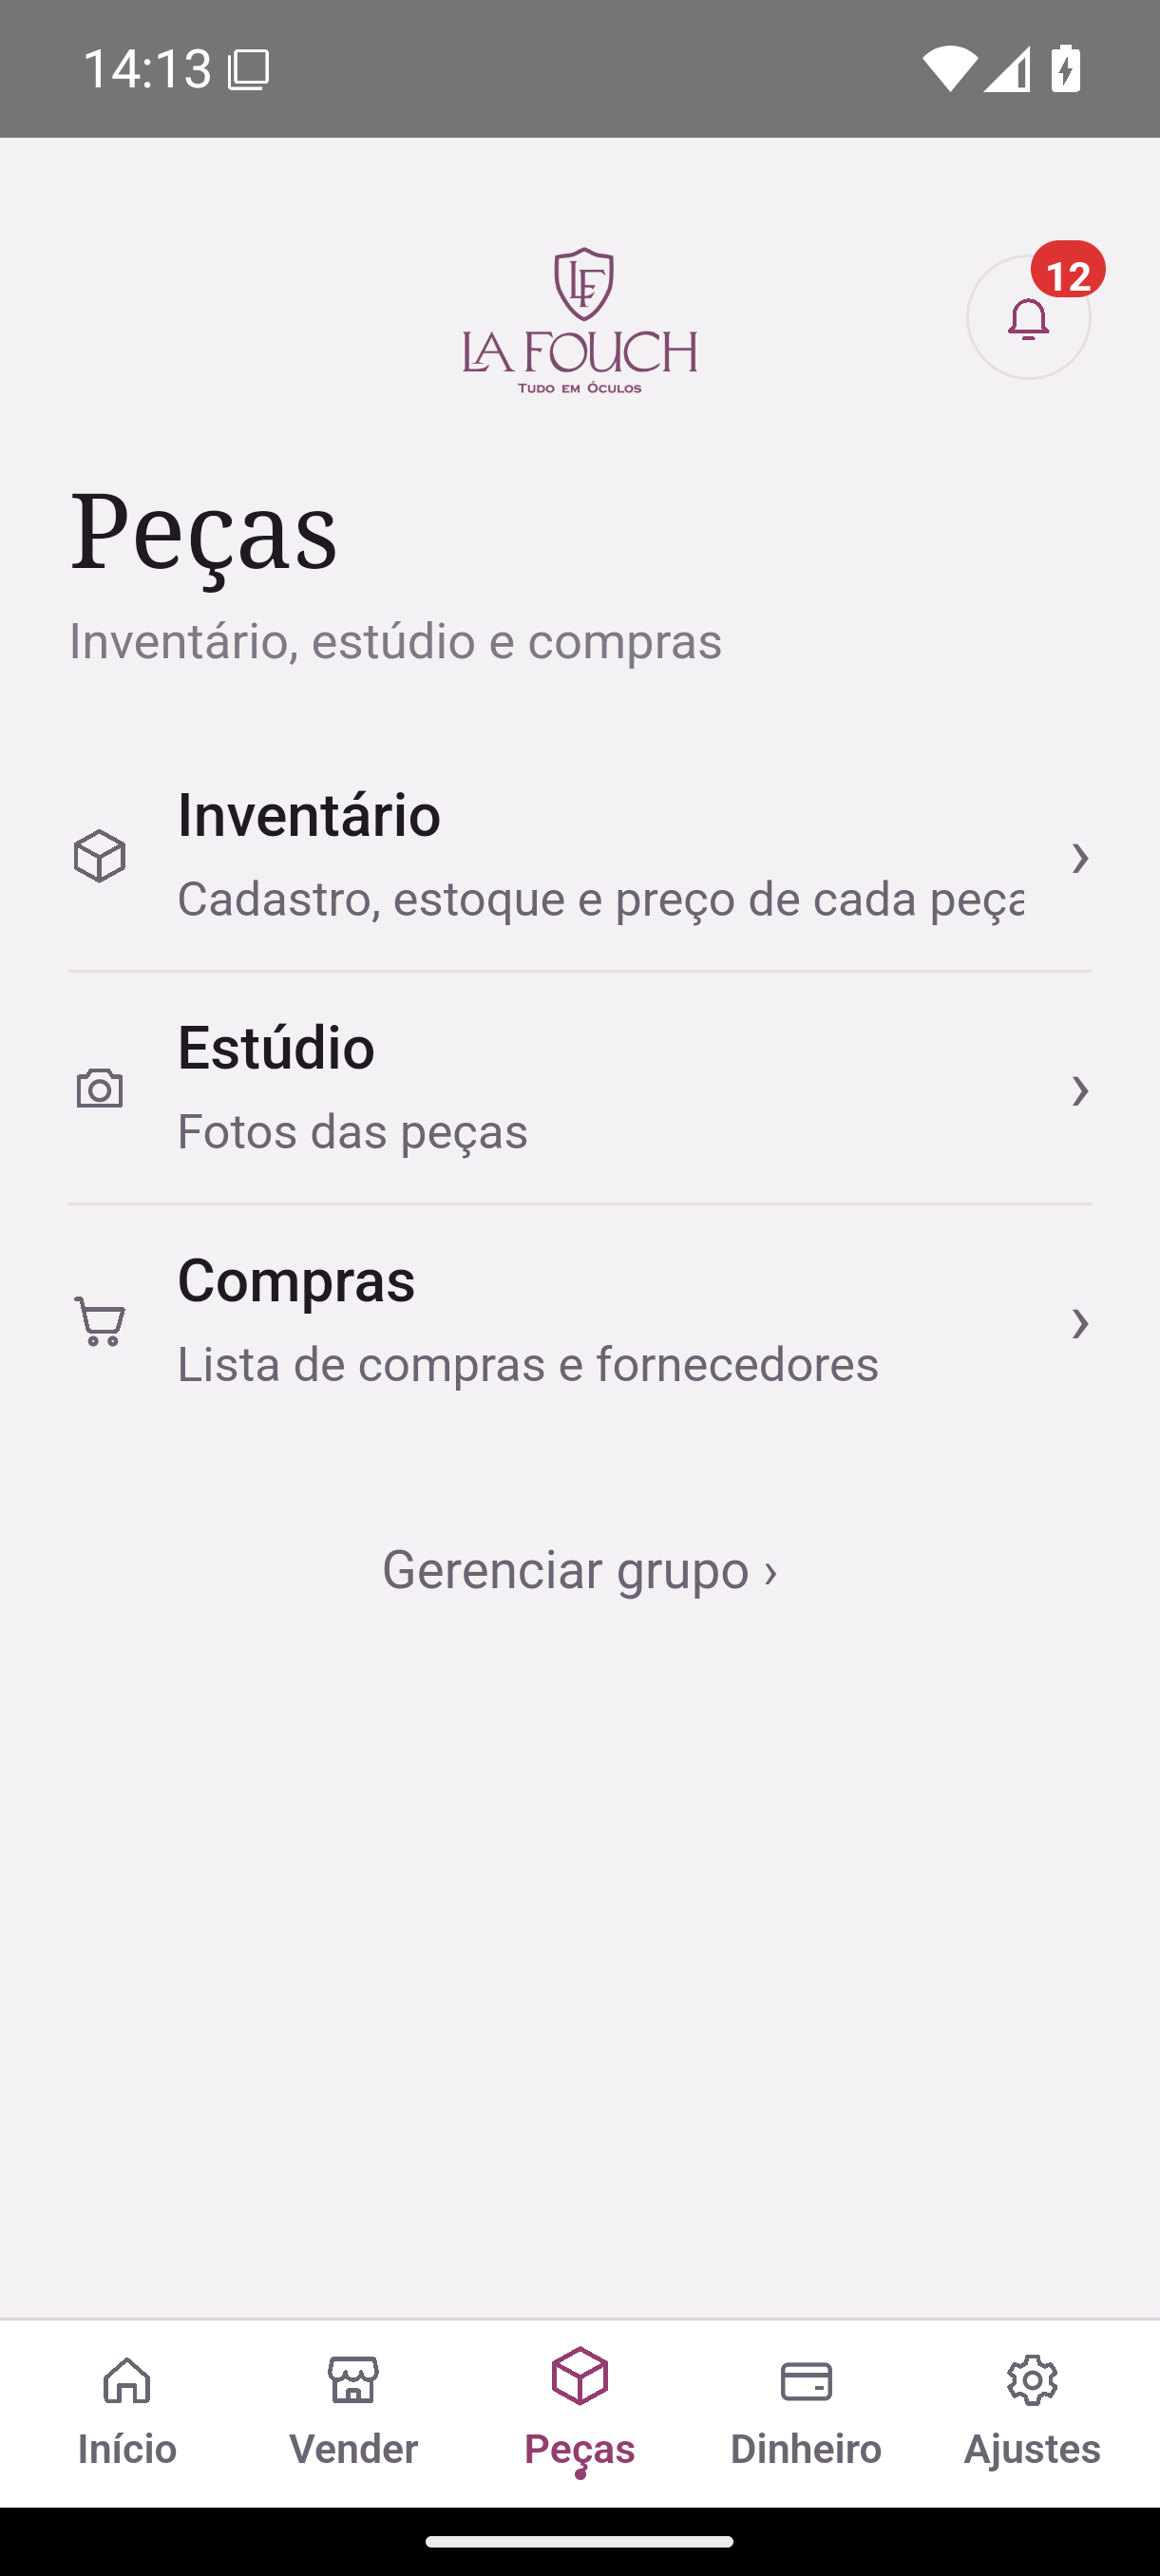 14:13
12
LF
LA FOUCH
TUDO EM ÓCULOS
Peças
Inventário, estúdio e compras
Inventário
Cadastro, estoque e preço de cada peça
Estúdio
Fotos das peças
Compras
Lista de compras e fornecedores
Gerenciar grupo ›
Início
Vender
Peças
Dinheiro
Ajustes